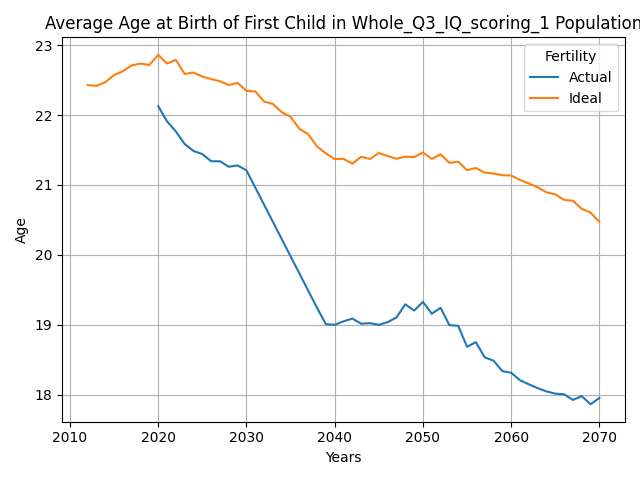 Average Age at Birth of First Child in Whole_Q3_IQ_scoring_1 Population
Fertility
Actual
Ideal
23
22
21
20
19
18
Age
2010 2020 2030 2040 2050 2060 2070
Years